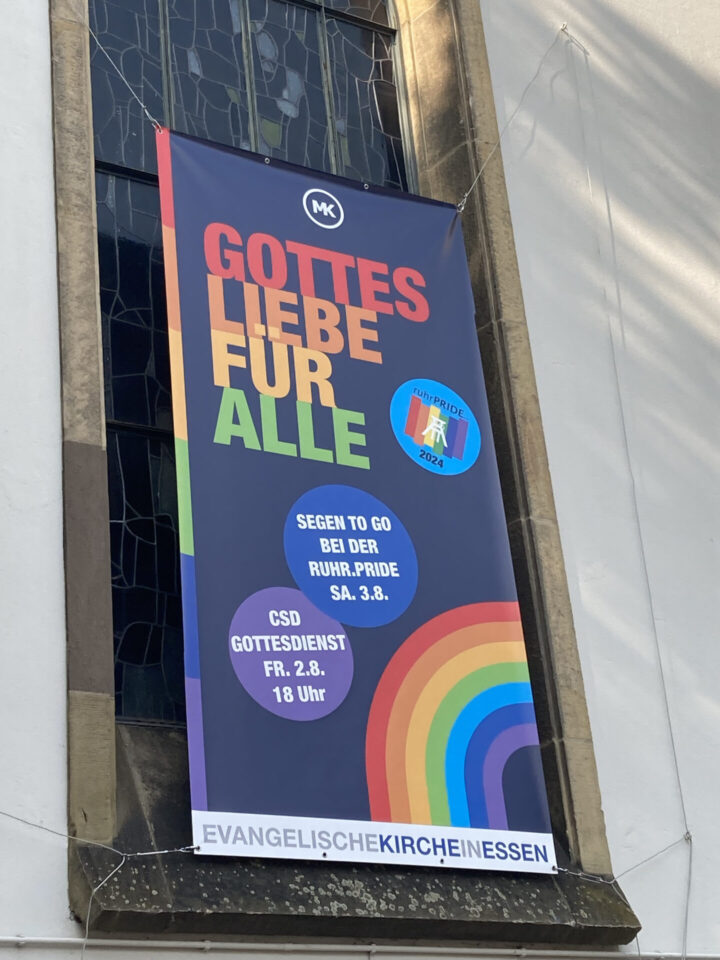 MK
GOTTES
LIEBE
FÜR
ALLE
ruhrPRIDE
2024
SEGEN TO GO
BEI DER
RUHR.PRIDE
SA. 3.8.
CSD
GOTTESDIENST
FR. 2.8.
18 Uhr
EVANGELISCHEKIRCHEINESSEN